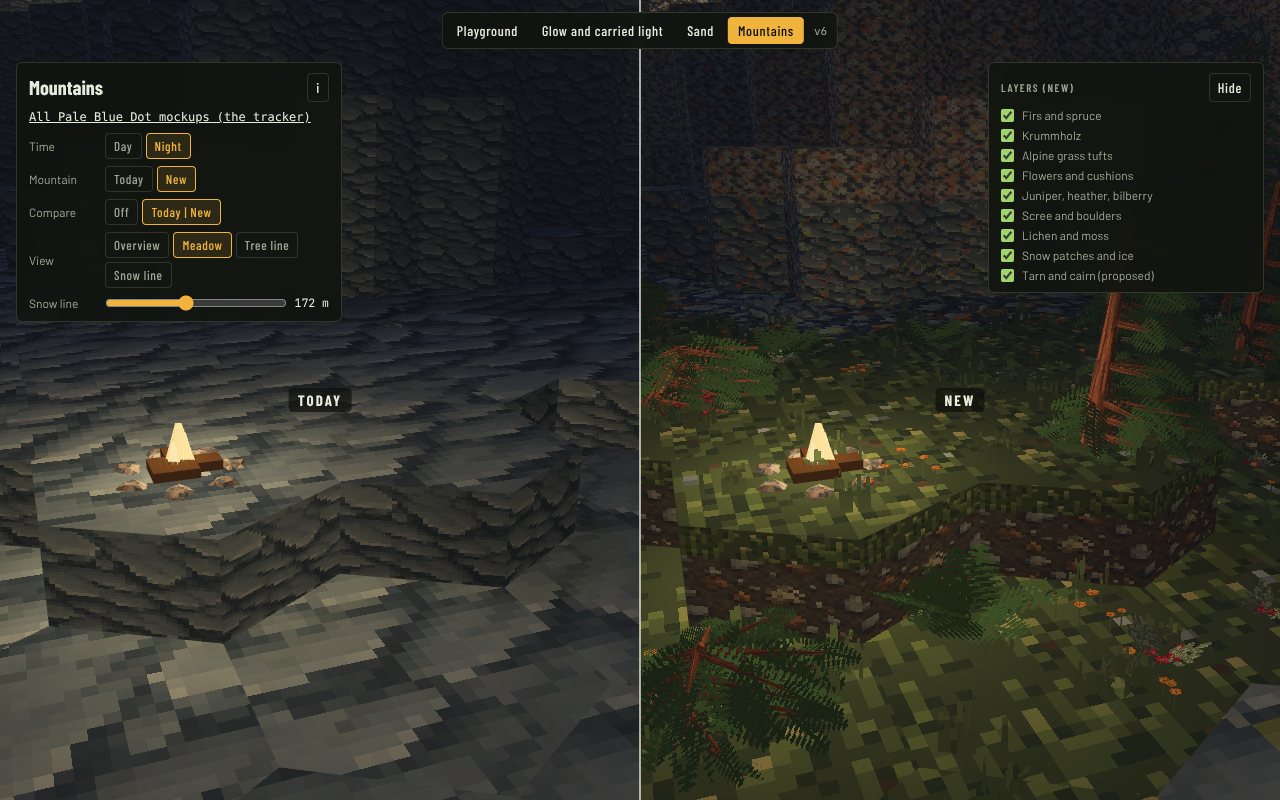 Playground Glow and carried light Sand Mountains v6
Mountains i
All Pale Blue Dot mockups (the tracker)
Time Day Night
Mountain Today New
Compare Off Today | New
View Overview Meadow Tree line
Snow line
Snow line 172 m
LAYERS (NEW) Hide
Firs and spruce
Krummholz
Alpine grass tufts
Flowers and cushions
Juniper, heather, bilberry
Scree and boulders
Lichen and moss
Snow patches and ice
Tarn and cairn (proposed)
TODAY
NEW